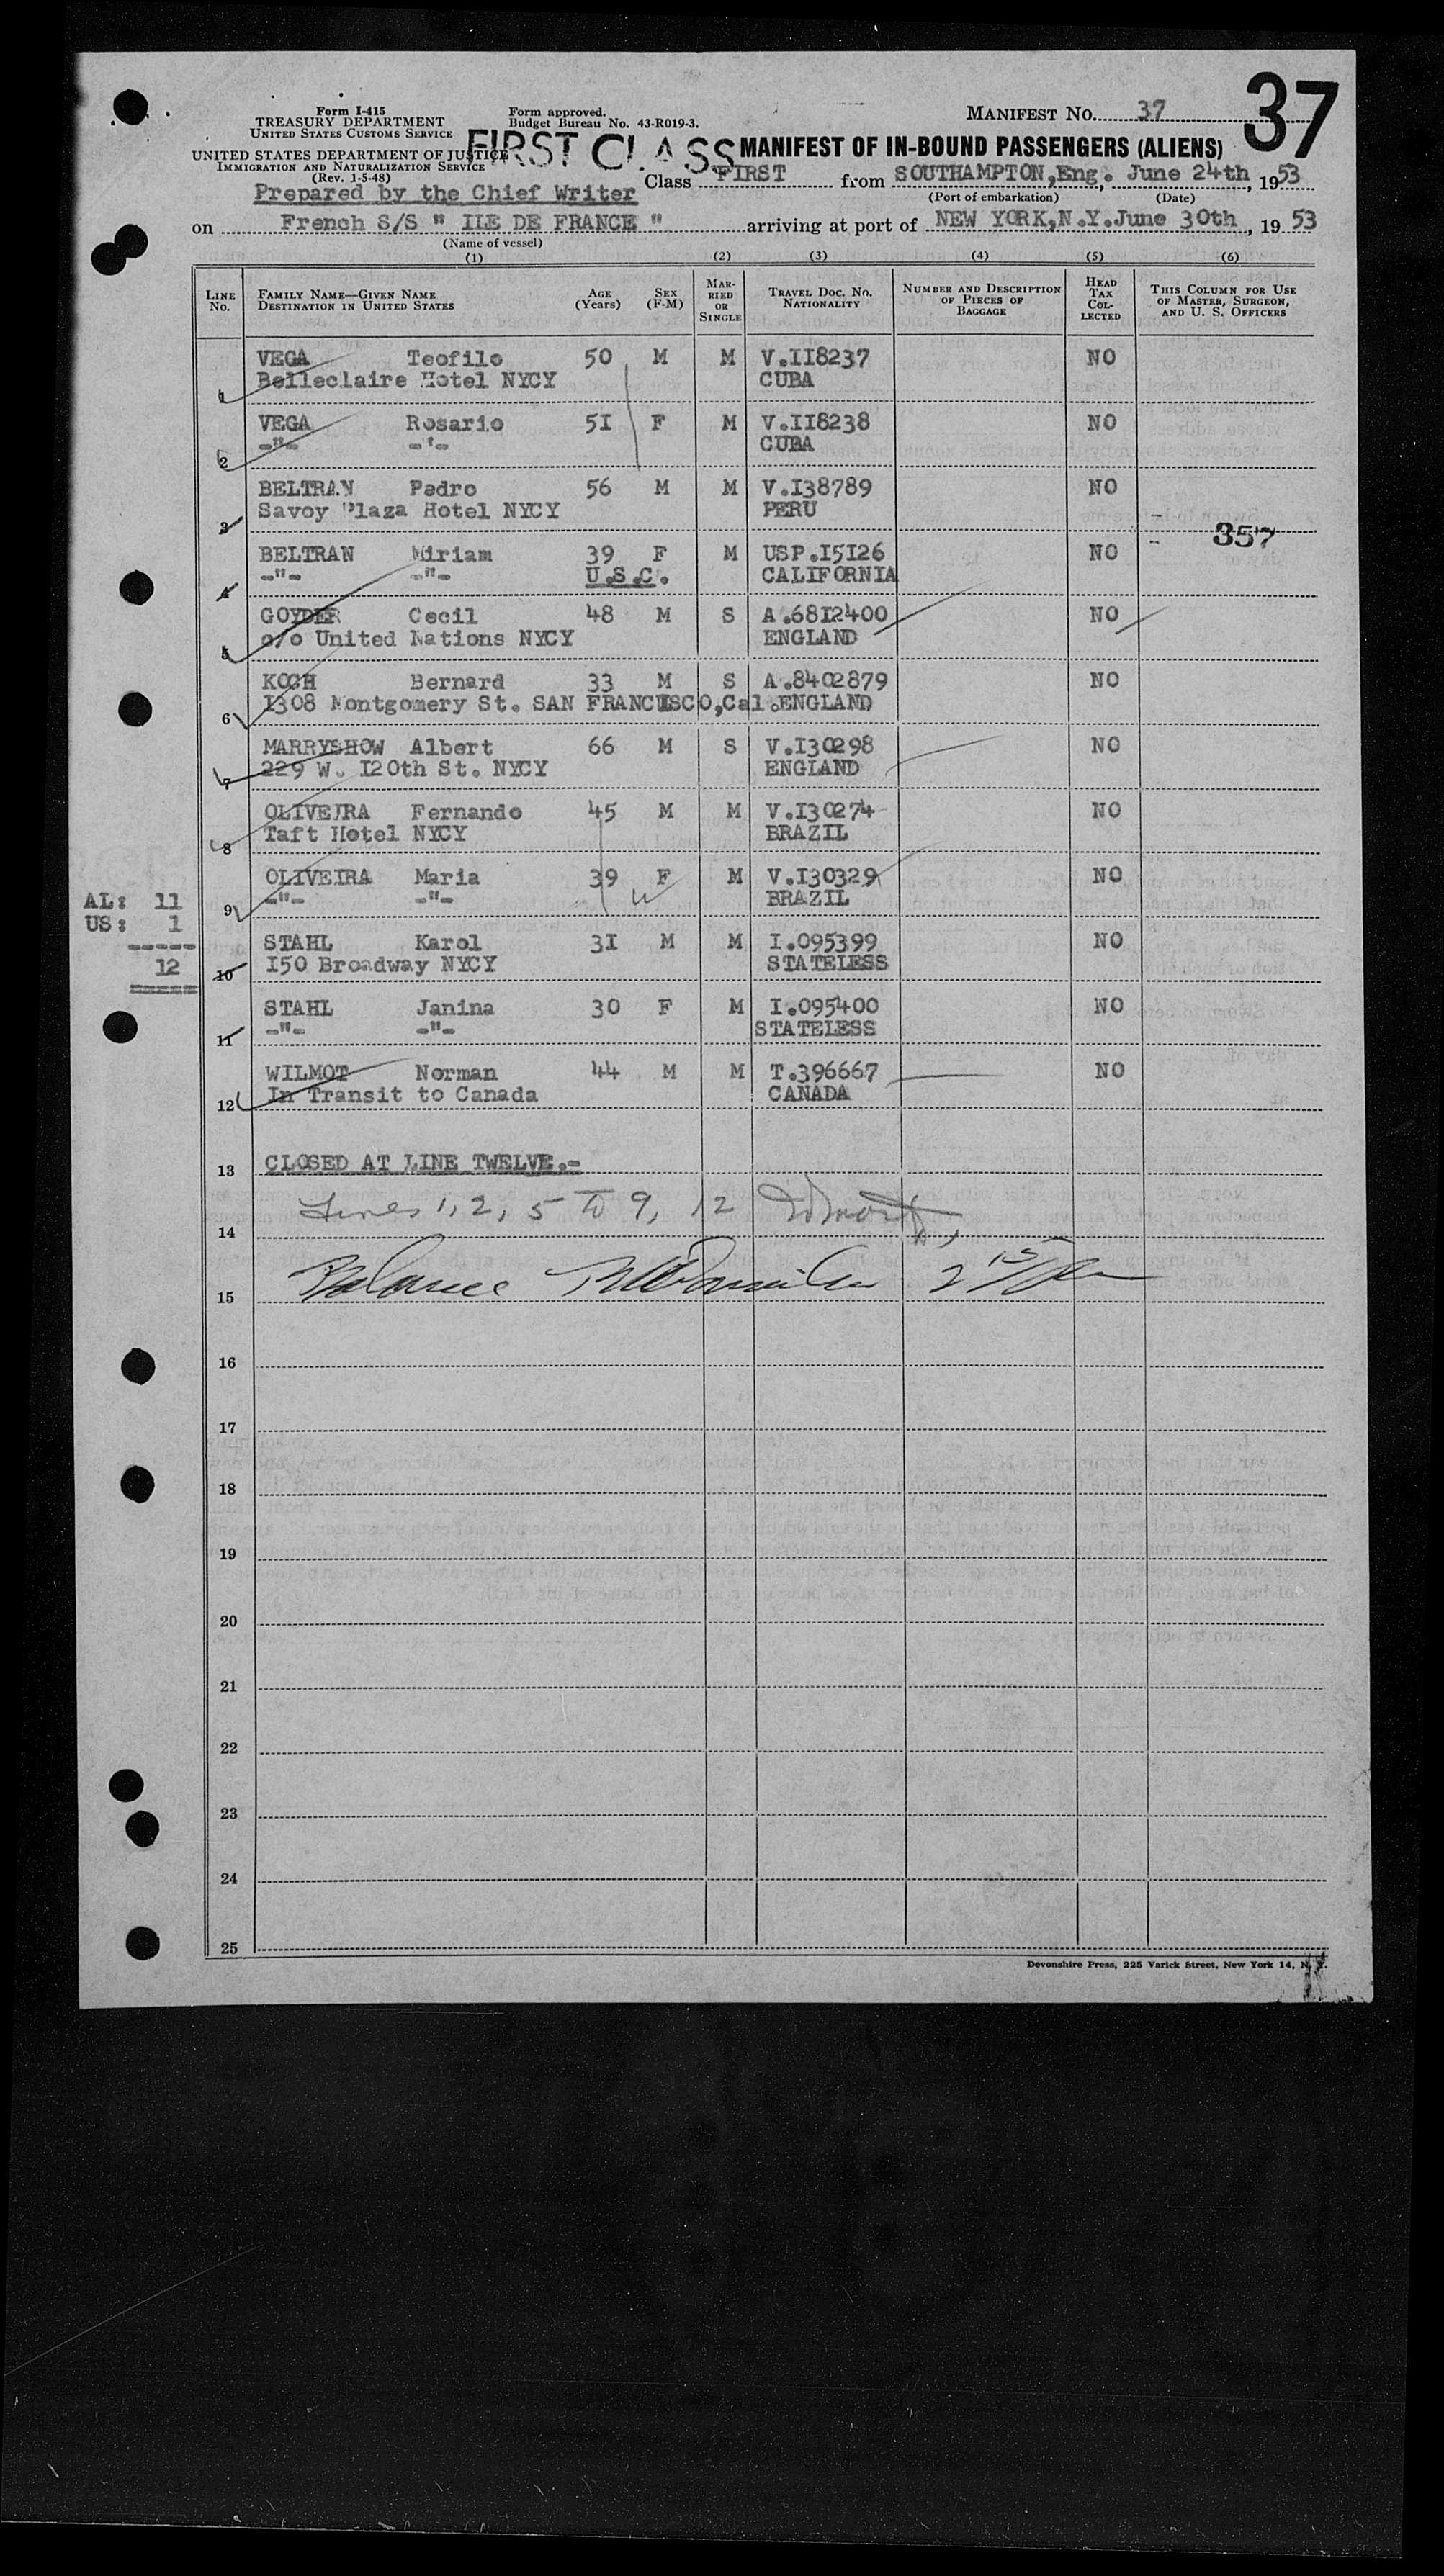 37
Form I-415
TREASURY DEPARTMENT
UNITED STATES CUSTOMS SERVICE
Form approved.
Budget Bureau No. 43-R019-3.
MANIFEST No. 37
FIRST CLASS
MANIFEST OF IN-BOUND PASSENGERS (ALIENS)
UNITED STATES DEPARTMENT OF JUSTICE
IMMIGRATION AND NATURALIZATION SERVICE
(Rev. 1-5-48)
Prepared by the Chief Writer
Class FIRST from SOUTHAMPTON,Eng. June 24th, 1953
(Port of embarkation) (Date)
on French S/S " ILE DE FRANCE " arriving at port of NEW YORK,N.Y.June 30th, 1953
(Name of vessel)
(1) (2) (3) (4) (5) (6)
LINE No. FAMILY NAME—GIVEN NAME DESTINATION IN UNITED STATES AGE (Years) SEX (F-M) MARRIED OR SINGLE TRAVEL DOC. NO. NATIONALITY NUMBER AND DESCRIPTION OF PIECES OF BAGGAGE HEAD TAX COLLECTED THIS COLUMN FOR USE OF MASTER, SURGEON, AND U. S. OFFICERS
VEGA Teofilo 50 M M V.II8237 NO
1 Belleclaire Hotel NYCY CUBA
VEGA Rosario 5I F M V.II8238 NO
2 -"- -"- CUBA
BELTRAN Pedro 56 M M V.I38789 NO
3 Savoy Plaza Hotel NYCY PERU
357
BELTRAN Miriam 39 F M USP.I5I26 NO
4 -"- -"- U.S.C. CALIFORNIA
GOYDER Cecil 48 M S A.68I2400 NO
5 c/o United Nations NYCY ENGLAND
KOCH Bernard 33 M S A.8402879 NO
6 I308 Montgomery St. SAN FRANCISCO,Cal.ENGLAND
MARRYSHOW Albert 66 M S V.I30298 NO
7 229 W. I20th St. NYCY ENGLAND
OLIVEIRA Fernando 45 M M V.I30274 NO
8 Taft Hotel NYCY BRAZIL
OLIVEIRA Maria 39 F M V.I30329 NO
9 -"- -"- BRAZIL
AL: 11
US: 1
-----
12
=====
STAHL Karol 3I M M I.095399 NO
10 I50 Broadway NYCY STATELESS
STAHL Janina 30 F M I.095400 NO
11 -"- -"- STATELESS
WILMOT Norman 44 M M T.396667 NO
12 In Transit to Canada CANADA
13 CLOSED AT LINE TWELVE.-
Lines 1, 2, 5 to 9, 12
14
Balance
15
16
17
18
19
20
21
22
23
24
25
Devonshire Press, 225 Varick Street, New York 14, N. Y.